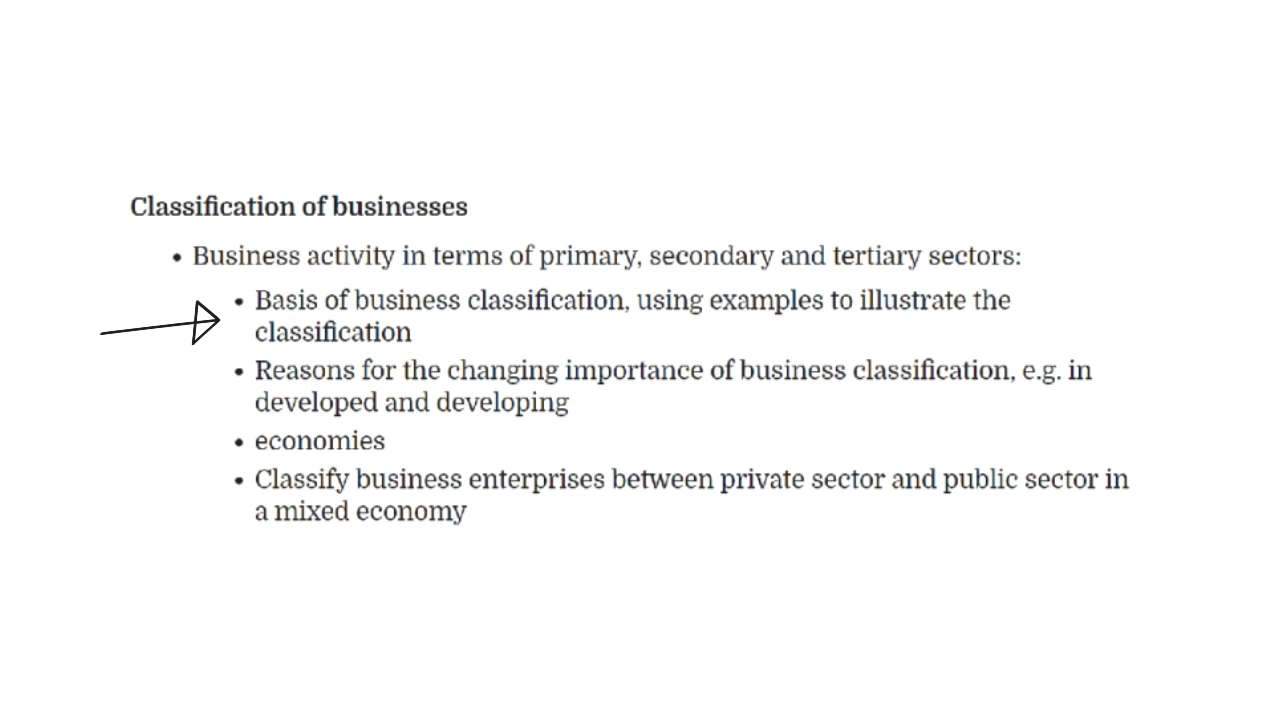 Classification of businesses
• Business activity in terms of primary, secondary and tertiary sectors:
• Basis of business classification, using examples to illustrate the
classification
• Reasons for the changing importance of business classification, e.g. in
developed and developing
• economies
• Classify business enterprises between private sector and public sector in
a mixed economy